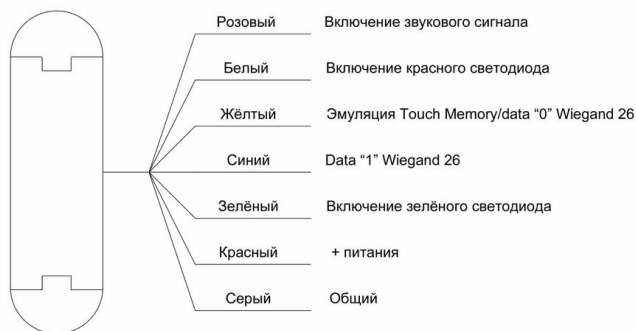 Розовый Включение звукового сигнала
Белый Включение красного светодиода
Жёлтый Эмуляция Touch Memory/data “0” Wiegand 26
Синий Data “1” Wiegand 26
Зелёный Включение зелёного светодиода
Красный + питания
Серый Общий